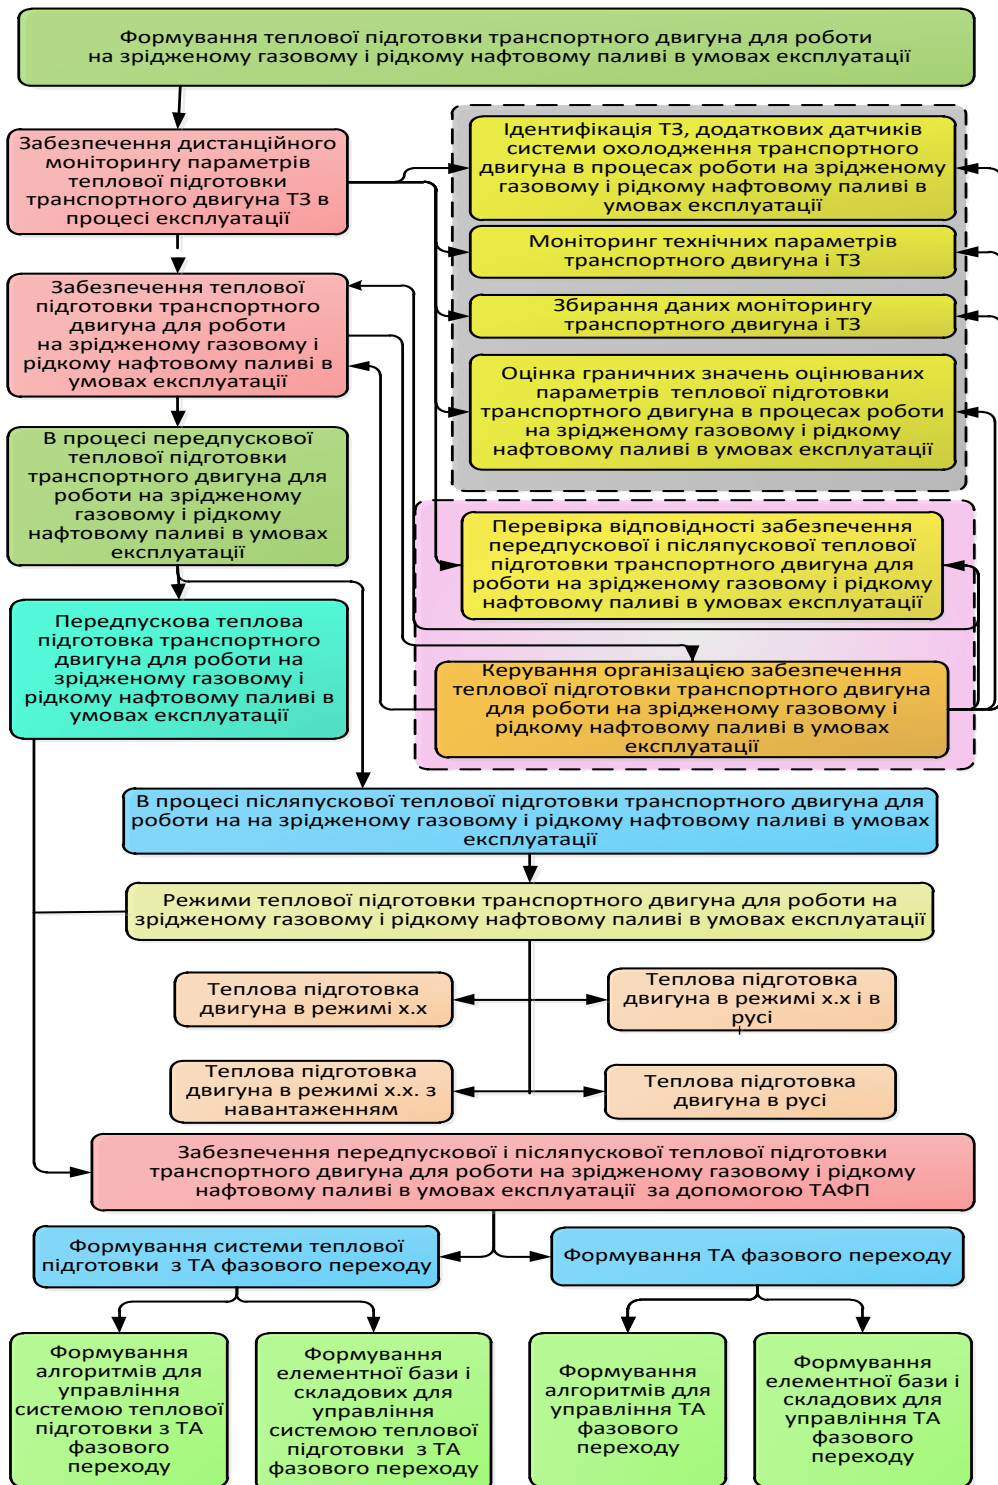 Формування теплової підготовки транспортного двигуна для роботи
на зрідженому газовому і рідкому нафтовому паливі в умовах експлуатації
Забезпечення дистанційного
моніторингу параметрів
теплової підготовки
транспортного двигуна ТЗ в
процесі експлуатації
Ідентифікація ТЗ, додаткових датчиків
системи охолодження транспортного
двигуна в процесах роботи на зрідженому
газовому і рідкому нафтовому паливі в
умовах експлуатації
Моніторинг технічних параметрів
транспортного двигуна і ТЗ
Збирання даних моніторингу
транспортного двигуна і ТЗ
Оцінка граничних значень оцінюваних
параметрів теплової підготовки
транспортного двигуна в процесах роботи
на зрідженому газовому і рідкому
нафтовому паливі в умовах експлуатації
Забезпечення теплової
підготовки транспортного
двигуна для роботи
на зрідженому газовому і
рідкому нафтовому паливі в
умовах експлуатації
В процесі передпускової
теплової підготовки
транспортного двигуна для
роботи на зрідженому
газовому і рідкому
нафтовому паливі в умовах
експлуатації
Перевірка відповідності забезпечення
передпускової і післяпускової теплової
підготовки транспортного двигуна для
роботи на зрідженому газовому і рідкому
нафтовому паливі в умовах експлуатації
Передпускова теплова
підготовка транспортного
двигуна для роботи на
зрідженому газовому і
рідкому нафтовому паливі в
умовах експлуатації
Керування організацією забезпечення
теплової підготовки транспортного двигуна
для роботи на зрідженому газовому і
рідкому нафтовому паливі в умовах
експлуатації
В процесі післяпускової теплової підготовки транспортного двигуна для
роботи на на зрідженому газовому і рідкому нафтовому паливі в умовах
експлуатації
Режими теплової підготовки транспортного двигуна для роботи на
зрідженому газовому і рідкому нафтовому паливі в умовах експлуатації
Теплова підготовка
двигуна в режимі х.х
Теплова підготовка
двигуна в режимі х.х і в
русі
Теплова підготовка
двигуна в режимі х.х. з
навантаженням
Теплова підготовка
двигуна в русі
Забезпечення передпускової і післяпускової теплової підготовки
транспортного двигуна для роботи на зрідженому газовому і рідкому
нафтовому паливі в умовах експлуатації за допомогою ТАФП
Формування системи теплової
підготовки з ТА фазового переходу
Формування ТА фазового переходу
Формування
алгоритмів для
управління
системою теплової
підготовки з ТА
фазового
переходу
Формування
елементної бази і
складових для
управління
системою теплової
підготовки з ТА
фазового переходу
Формування
алгоритмів для
управління ТА
фазового
переходу
Формування
елементної бази і
складових для
управління ТА
фазового
переходу